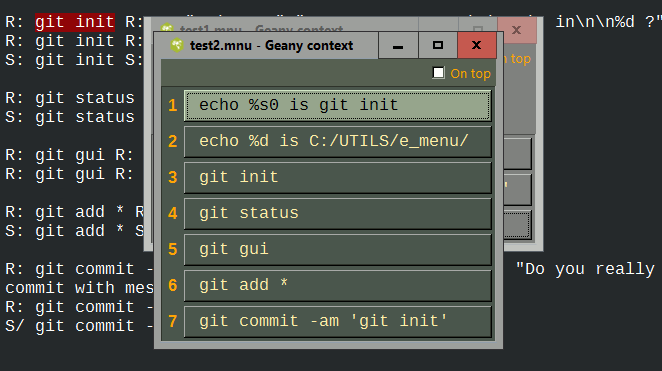 R: git init R: in\n\n%d ?"
R: git init R:
S: git init S:
R: git status
S: git status
R: git gui R:
R: git gui R:
R: git add * R
S: git add * S
R: git commit - "Do you really
commit with mes
R: git commit -
S/ git commit -
test1.mnu - Geany context
On top
test2.mnu - Geany context
On top
1 echo %s0 is git init
2 echo %d is C:/UTILS/e_menu/
3 git init
4 git status
5 git gui
6 git add *
7 git commit -am 'git init'